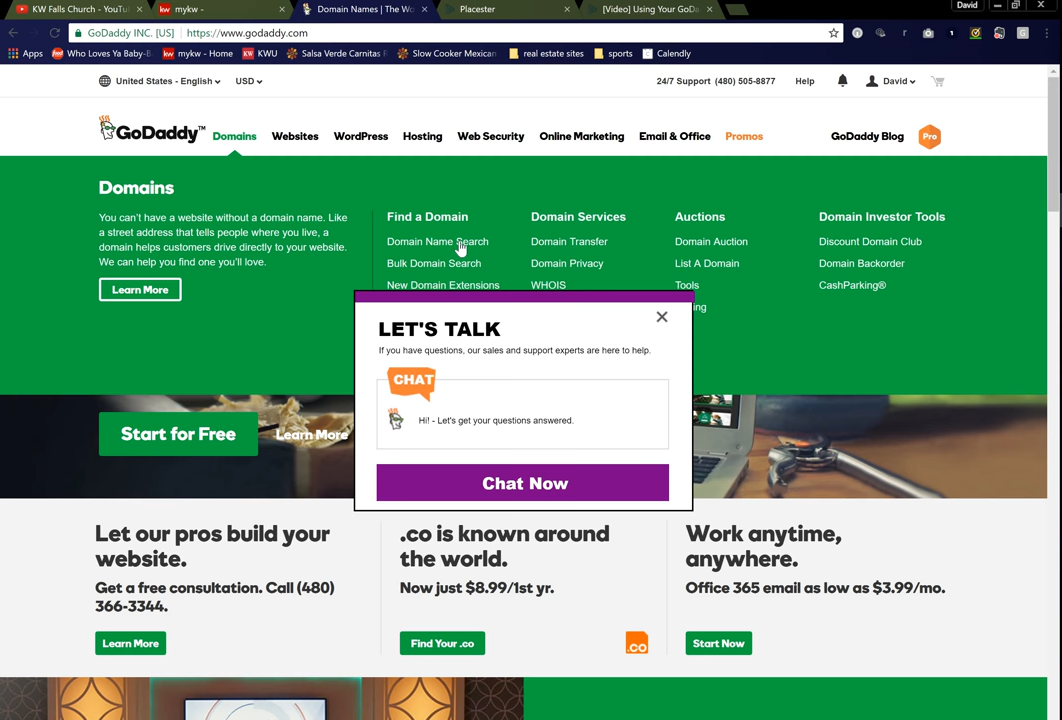 David
KW Falls Church - YouTu
mykw -
Domain Names | The Wo
Placester
[Video] Using Your GoDa
GoDaddy INC. [US]
https://www.godaddy.com
Apps
Who Loves Ya Baby-B
mykw - Home
KWU
Salsa Verde Carnitas R
Slow Cooker Mexican
real estate sites
sports
Calendly
United States - English
USD
24/7 Support (480) 505-8877
Help
David
GoDaddy™
Domains
Websites
WordPress
Hosting
Web Security
Online Marketing
Email & Office
Promos
GoDaddy Blog
Pro
Domains
You can't have a website without a domain name. Like
a street address that tells people where you live, a
domain helps customers drive directly to your website.
We can help you find one you'll love.
Learn More
Find a Domain
Domain Name Search
Bulk Domain Search
New Domain Extensions
Domain Services
Domain Transfer
Domain Privacy
WHOIS
Auctions
Domain Auction
List A Domain
Tools
ing
Domain Investor Tools
Discount Domain Club
Domain Backorder
CashParking®
LET'S TALK
If you have questions, our sales and support experts are here to help.
CHAT
Hi! - Let's get your questions answered.
Chat Now
Start for Free
Learn More
Let our pros build your
website.
Get a free consultation. Call (480)
366-3344.
Learn More
.co is known around
the world.
Now just $8.99/1st yr.
Find Your .co
.co
Work anytime,
anywhere.
Office 365 email as low as $3.99/mo.
Start Now